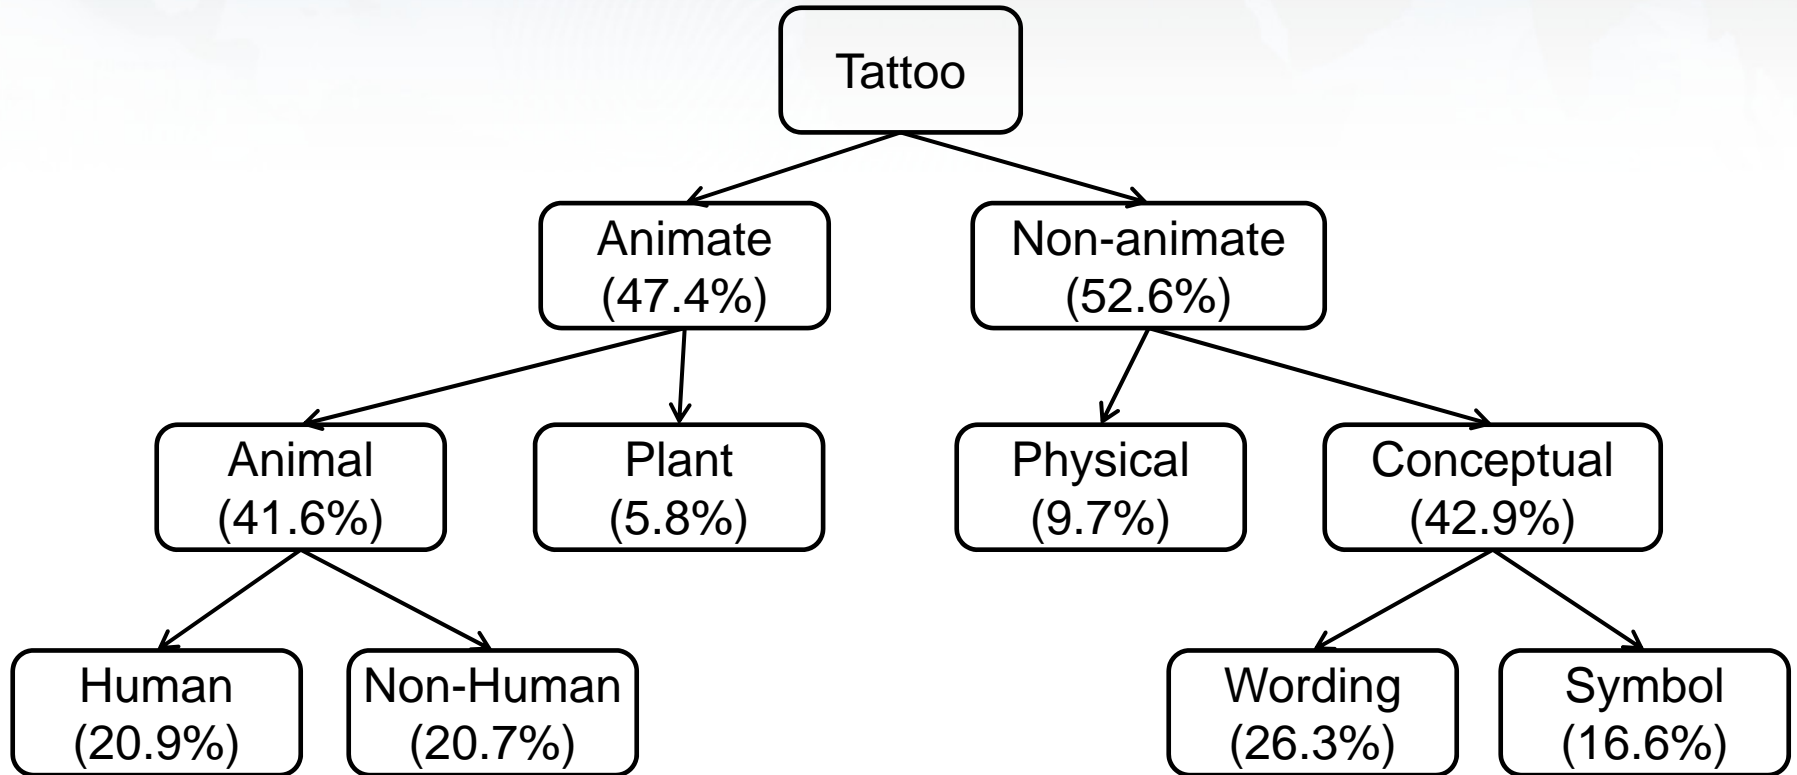 Tattoo
Animate
(47.4%)
Non-animate
(52.6%)
Animal
(41.6%)
Plant
(5.8%)
Physical
(9.7%)
Conceptual
(42.9%)
Human
(20.9%)
Non-Human
(20.7%)
Wording
(26.3%)
Symbol
(16.6%)